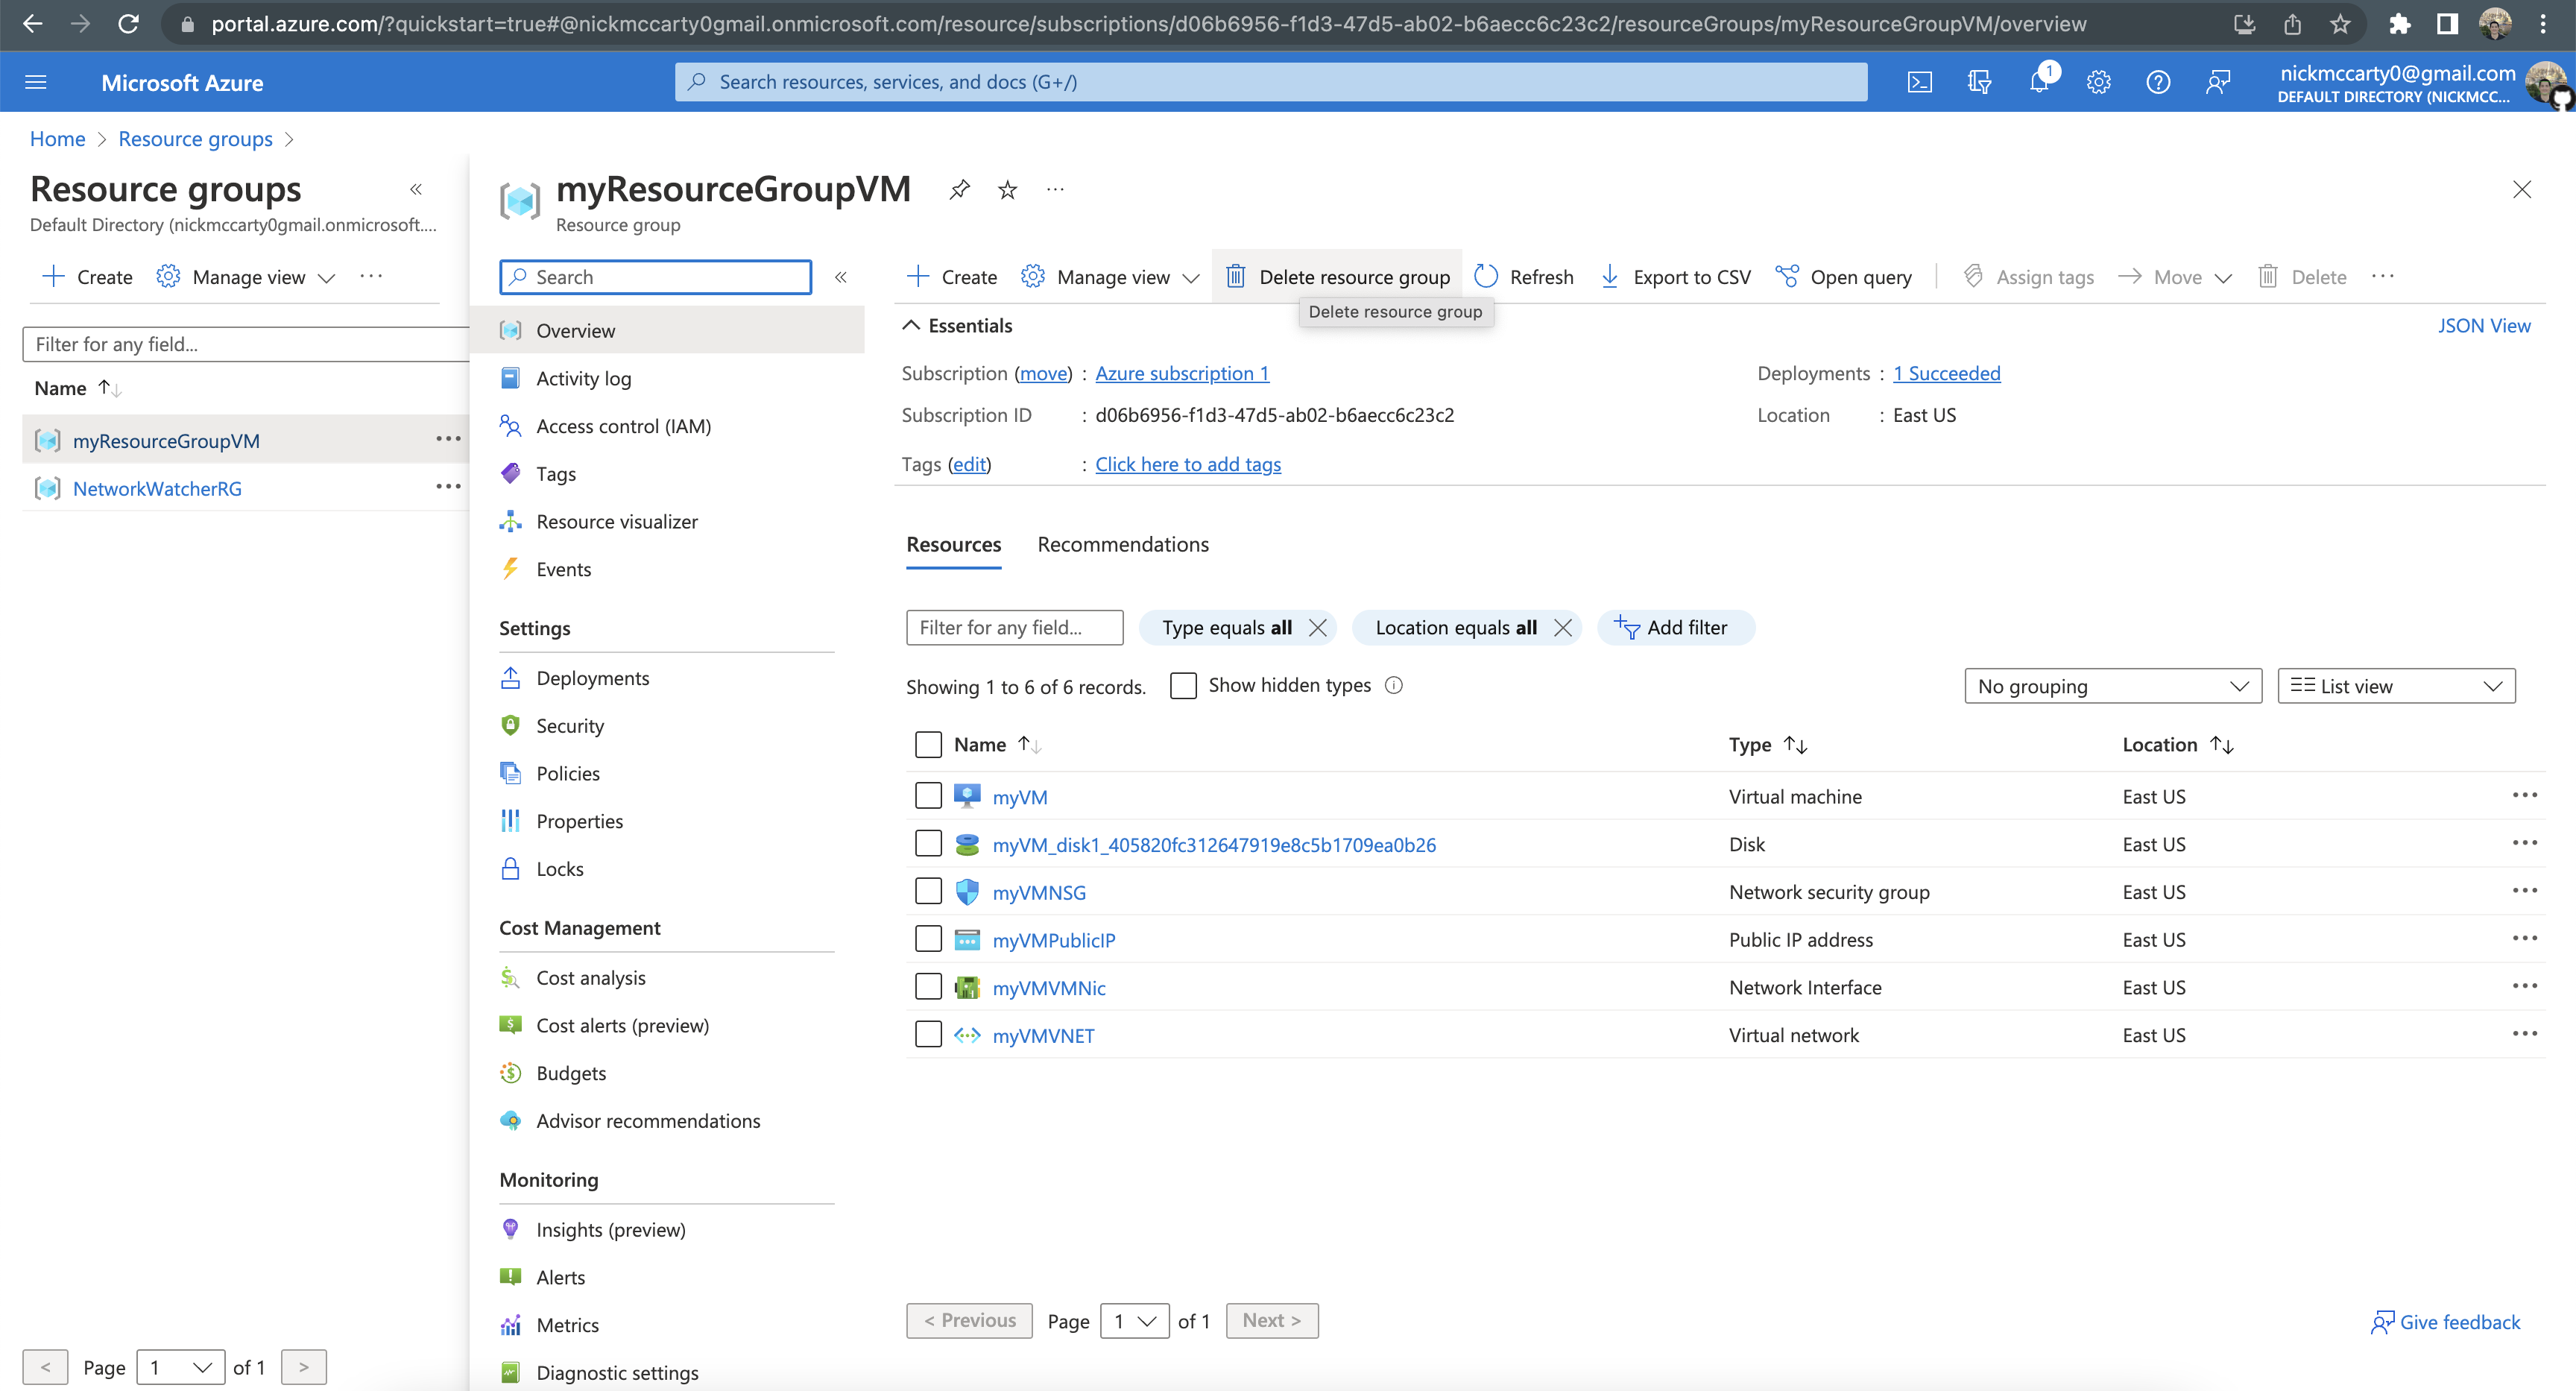 portal.azure.com/?quickstart=true#@nickmccarty0gmail.onmicrosoft.com/resource/subscriptions/d06b6956-f1d3-47d5-ab02-b6aecc6c23c2/resourceGroups/myResourceGroupVM/overview
Microsoft Azure
Search resources, services, and docs (G+/)
1
nickmccarty0@gmail.com
DEFAULT DIRECTORY (NICKMCC...
Home > Resource groups >
Resource groups
Default Directory (nickmccarty0gmail.onmicrosoft....
Create
Manage view
...
Filter for any field...
Name
myResourceGroupVM
NetworkWatcherRG
< Page 1 of 1 >
myResourceGroupVM
Resource group
Search
Overview
Activity log
Access control (IAM)
Tags
Resource visualizer
Events
Settings
Deployments
Security
Policies
Properties
Locks
Cost Management
Cost analysis
Cost alerts (preview)
Budgets
Advisor recommendations
Monitoring
Insights (preview)
Alerts
Metrics
Diagnostic settings
Create Manage view Delete resource group Refresh Export to CSV Open query Assign tags Move Delete ...
Delete resource group
Essentials
JSON View
Subscription (move) : Azure subscription 1
Deployments : 1 Succeeded
Subscription ID : d06b6956-f1d3-47d5-ab02-b6aecc6c23c2
Location : East US
Tags (edit) : Click here to add tags
Resources Recommendations
Filter for any field... Type equals all Location equals all Add filter
Showing 1 to 6 of 6 records. Show hidden types No grouping List view
Name Type Location
myVM Virtual machine East US
myVM_disk1_405820fc312647919e8c5b1709ea0b26 Disk East US
myVMNSG Network security group East US
myVMPublicIP Public IP address East US
myVMVMNic Network Interface East US
myVMVNET Virtual network East US
< Previous Page 1 of 1 Next >
Give feedback